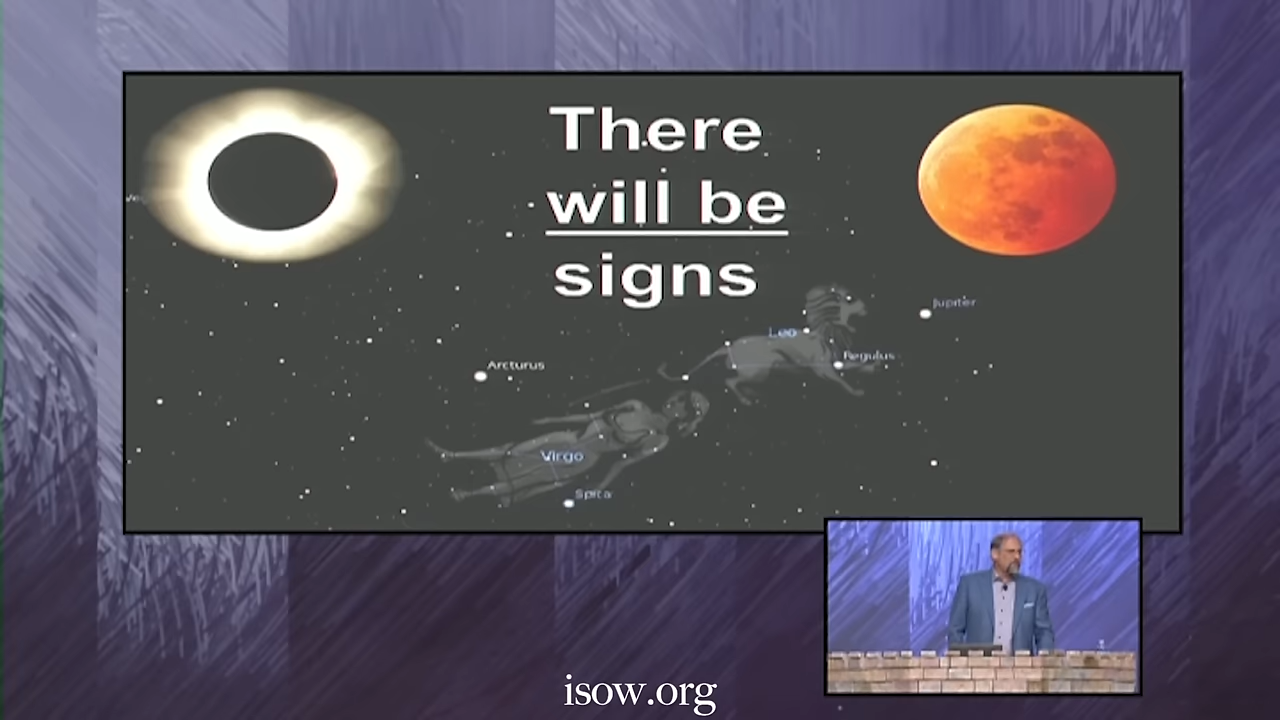 There
will be
signs
Jupiter
Leo
Regulus
Arcturus
Virgo
Spica
isow.org